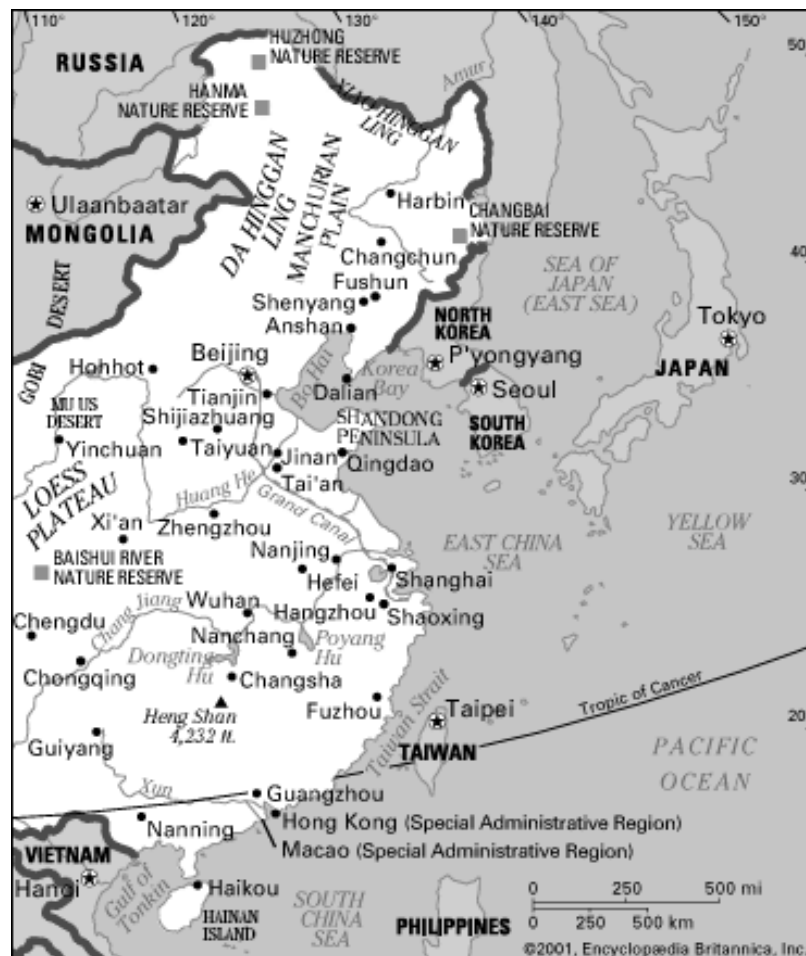 110°
120°
130°
140°
150°
50°
HUZHONG
NATURE RESERVE
RUSSIA
HANMA
NATURE RESERVE
Amur
XIAO HINGGAN
LING
Ulaanbaatar
MONGOLIA
DA HINGGAN
LING
MANCHURIAN
PLAIN
Harbin
CHANGBAI
NATURE RESERVE
40°
Changchun
Fushun
Shenyang
Anshan
SEA OF
JAPAN
(EAST SEA)
GOBI DESERT
NORTH
KOREA
Tokyo
Hohhot
Beijing
Bo Hai
Korea
Bay
P'yongyang
JAPAN
Tianjin
Dalian
Seoul
MU US
DESERT
Shijiazhuang
SHANDONG
PENINSULA
SOUTH
KOREA
Yinchuan
Taiyuan
Jinan
Qingdao
Tai'an
30°
LOESS
PLATEAU
Huang He
Grand Canal
Zhengzhou
Xi'an
EAST CHINA
SEA
YELLOW
SEA
BAISHUI RIVER
NATURE RESERVE
Nanjing
Hefei
Shanghai
Chang Jiang
Wuhan
Hangzhou
Shaoxing
Chengdu
Nanchang
Poyang
Hu
Dongting
Hu
Chongqing
Changsha
Heng Shan
4,232 ft.
Fuzhou
Taiwan Strait
Tropic of Cancer
Taipei
20°
Guiyang
TAIWAN
PACIFIC
OCEAN
Xun
Guangzhou
Nanning
Hong Kong (Special Administrative Region)
Macao (Special Administrative Region)
VIETNAM
Hanoi
Gulf of
Tonkin
Haikou
HAINAN
ISLAND
SOUTH
CHINA
SEA
PHILIPPINES
0 250 500 mi
0 250 500 km
©2001, Encyclopædia Britannica, Inc.